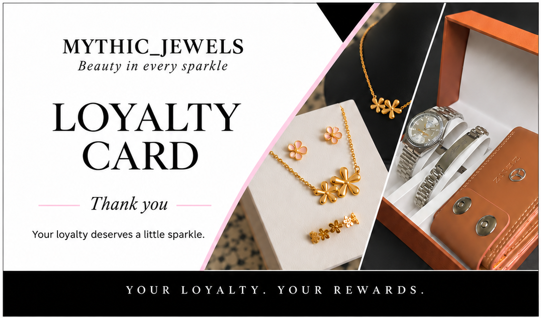 MYTHIC_JEWELS
Beauty in every sparkle
LOYALTY
CARD
Thank you
Your loyalty deserves a little sparkle.
YOUR LOYALTY. YOUR REWARDS.